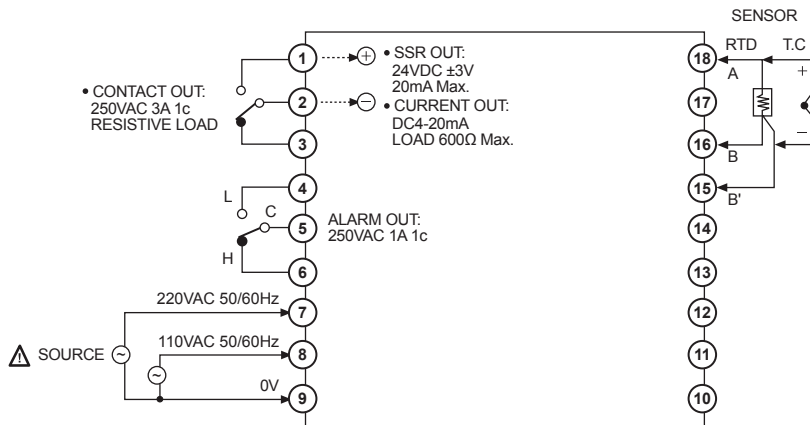 SENSOR
• CONTACT OUT:
250VAC 3A 1c
RESISTIVE LOAD
1
2
3
+
−
• SSR OUT:
24VDC ±3V
20mA Max.
• CURRENT OUT:
DC4-20mA
LOAD 600Ω Max.
L
C
H
4
5
6
ALARM OUT:
250VAC 1A 1c
220VAC 50/60Hz
7
110VAC 50/60Hz
8
0V
9
! SOURCE ~
~
18
RTD
T.C
A
+
17
16
B
−
15
B'
14
13
12
11
10